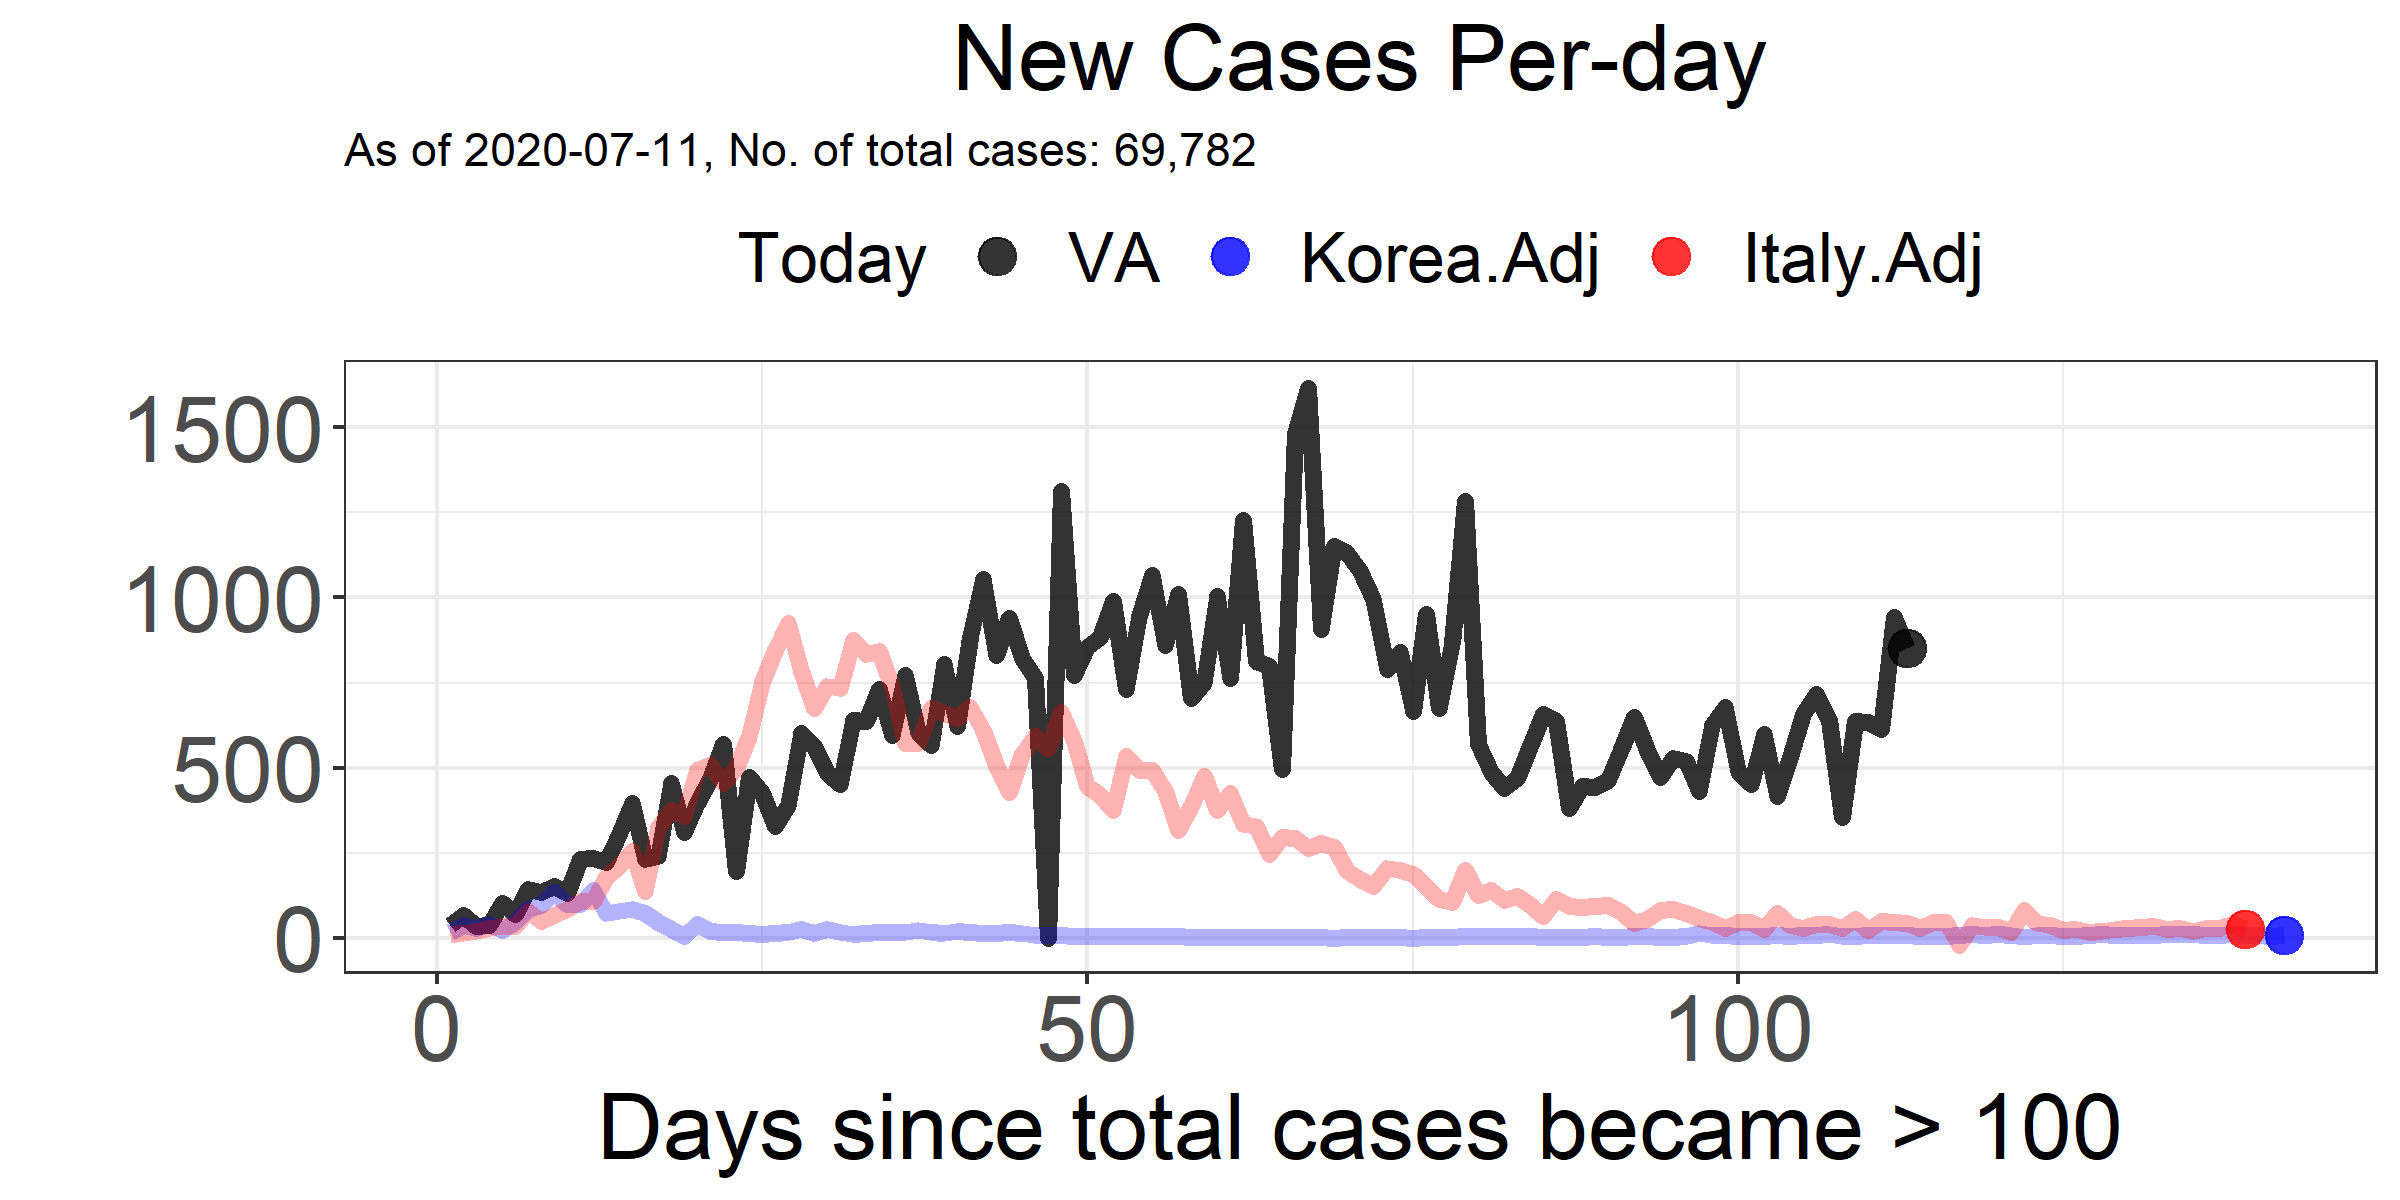 New Cases Per-day
As of 2020-07-11, No. of total cases: 69,782
Today VA Korea.Adj Italy.Adj
1500
1000
500
0
0 50 100
Days since total cases became > 100